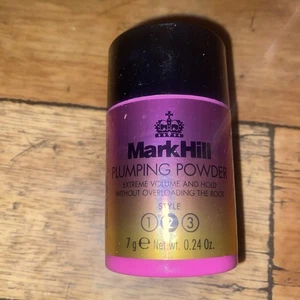 MarkHill
PLUMPING POWDER
EXTREME VOLUME AND HOLD
WITHOUT OVERLOADING THE ROOT
STYLE
1 2 3
7g e Net wt. 0.24 Oz.